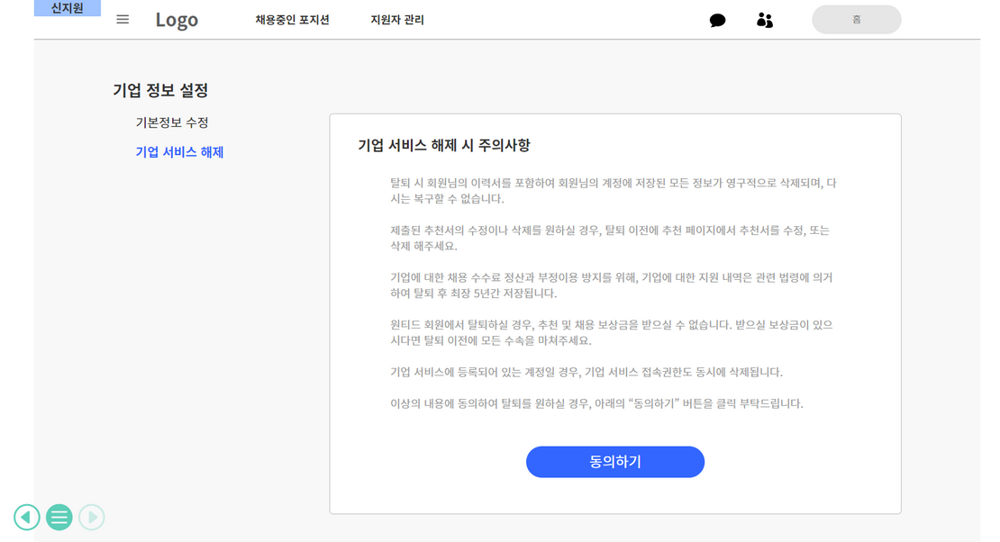 신지원
Logo
채용중인 포지션
지원자 관리
홈
기업 정보 설정
기본정보 수정
기업 서비스 해제
기업 서비스 해제 시 주의사항
탈퇴 시 회원님의 이력서를 포함하여 회원님의 계정에 저장된 모든 정보가 영구적으로 삭제되며, 다
시는 복구할 수 없습니다.
제출된 추천서의 수정이나 삭제를 원하실 경우, 탈퇴 이전에 추천 페이지에서 추천서를 수정, 또는
삭제 해주세요.
기업에 대한 채용 수수료 정산과 부정이용 방지를 위해, 기업에 대한 지원 내역은 관련 법령에 의거
하여 탈퇴 후 최장 5년간 저장됩니다.
원티드 회원에서 탈퇴하실 경우, 추천 및 채용 보상금을 받으실 수 없습니다. 받으실 보상금이 있으
시다면 탈퇴 이전에 모든 수속을 마쳐주세요.
기업 서비스에 등록되어 있는 계정일 경우, 기업 서비스 접속권한도 동시에 삭제됩니다.
이상의 내용에 동의하여 탈퇴를 원하실 경우, 아래의 “동의하기” 버튼을 클릭 부탁드립니다.
동의하기